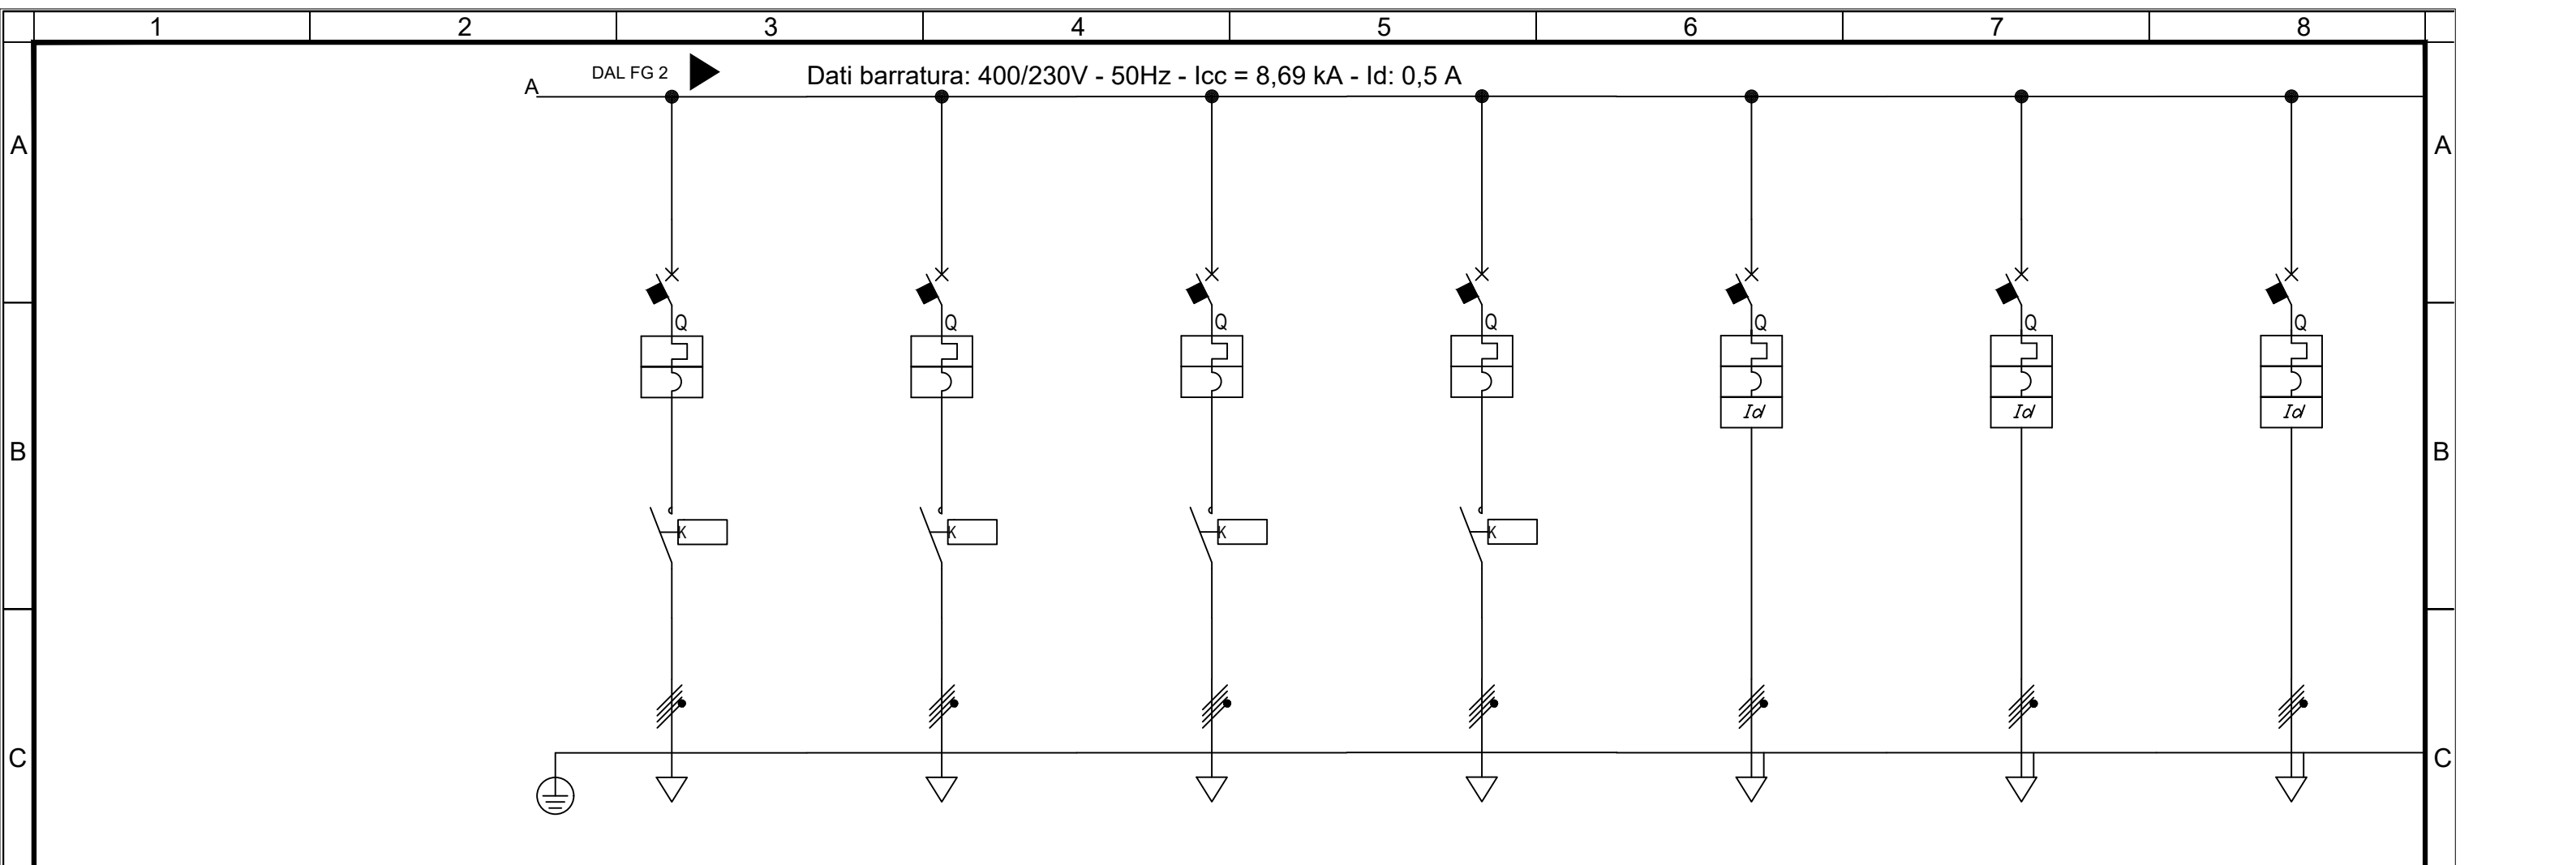 1 2 3 4 5 6 7 8
DAL FG 2 Dati barratura: 400/230V - 50Hz - Icc = 8,69 kA - Id: 0,5 A
A
A A
Q Q Q Q Q Q Q
Id Id Id
B B
K K K K
C C